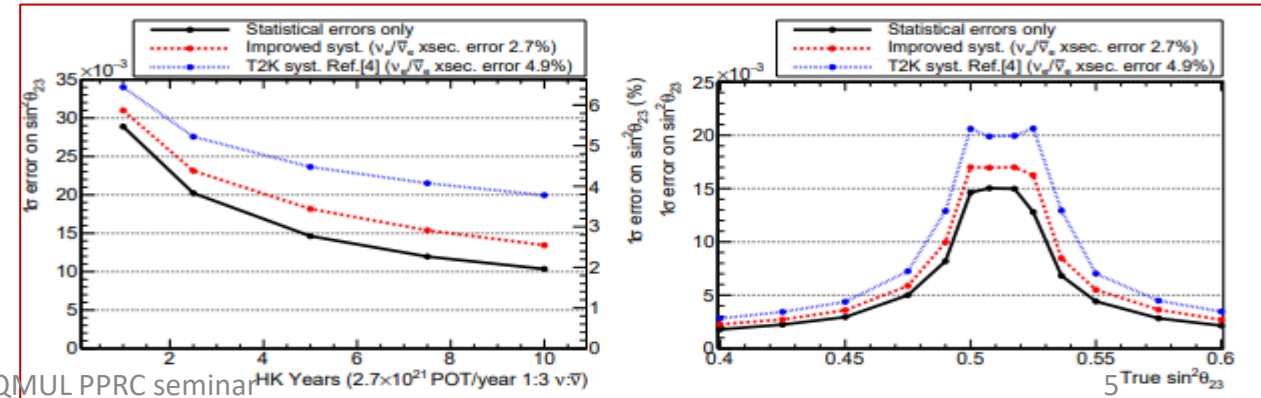 Statistical errors only
Improved syst. (νₑ/ν̅ₑ xsec. error 2.7%)
T2K syst. Ref.[4] (νₑ/ν̅ₑ xsec. error 4.9%)
×10⁻³
35
30
25
20
15
10
5
0
1σ error on sin²θ₂₃
2
4
6
8
10
HK Years (2.7×10²¹ POT/year 1:3 ν:ν̅)
6
5
4
3
2
1
0
1σ error on sin²θ₂₃ (%)
Statistical errors only
Improved syst. (νₑ/ν̅ₑ xsec. error 2.7%)
T2K syst. Ref.[4] (νₑ/ν̅ₑ xsec. error 4.9%)
×10⁻³
25
20
15
10
5
0
1σ error on sin²θ₂₃
0.4
0.45
0.5
0.55
0.6
True sin²θ₂₃
QMUL PPRC seminar
5